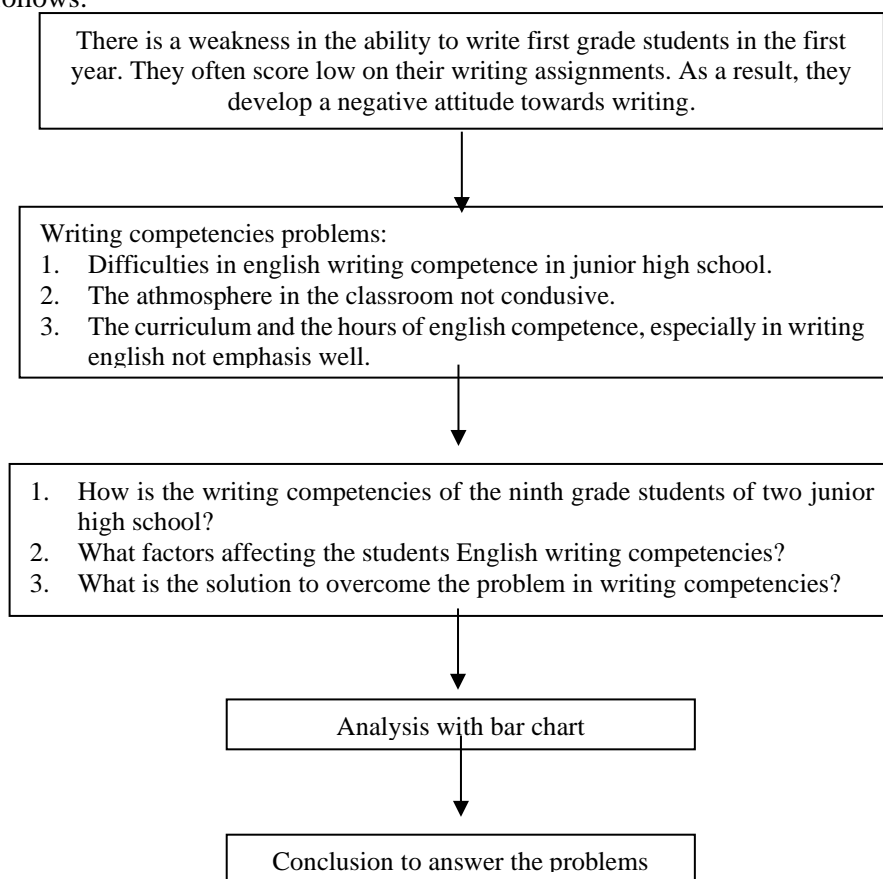 ollows:
There is a weakness in the ability to write first grade students in the first
year. They often score low on their writing assignments. As a result, they
develop a negative attitude towards writing.
Writing competencies problems:
1. Difficulties in english writing competence in junior high school.
2. The athmosphere in the classroom not condusive.
3. The curriculum and the hours of english competence, especially in writing
english not emphasis well.
1. How is the writing competencies of the ninth grade students of two junior
high school?
2. What factors affecting the students English writing competencies?
3. What is the solution to overcome the problem in writing competencies?
Analysis with bar chart
Conclusion to answer the problems